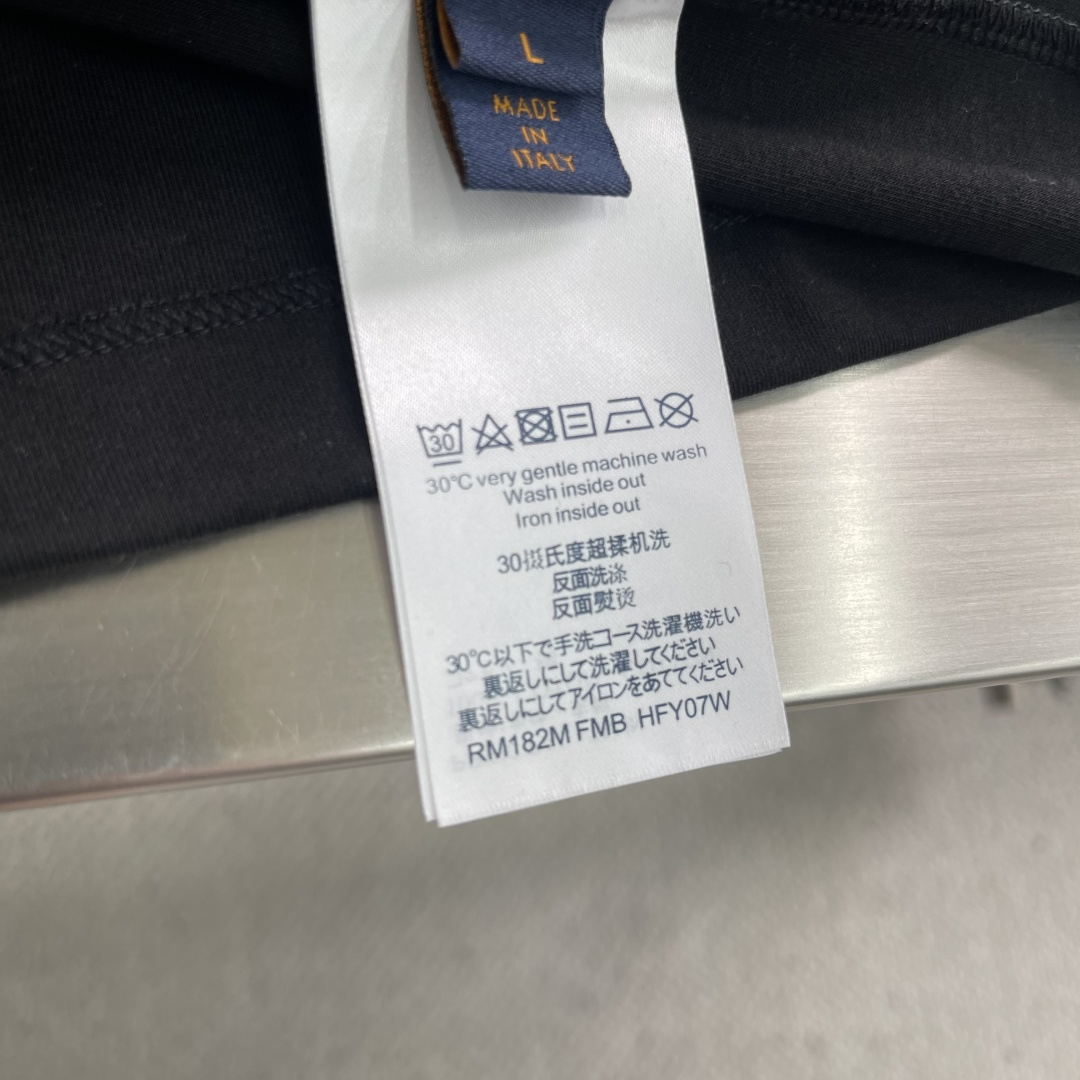 L
MADE
IN
ITALY
30
30℃ very gentle machine wash
Wash inside out
Iron inside out
30摂氏度超揉机洗
反面洗涤
反面熨烫
30℃以下で手洗コース洗濯機洗い
裏返しにして洗濯してください
裏返しにしてアイロンをあててください
RM182M FMB HFY07W